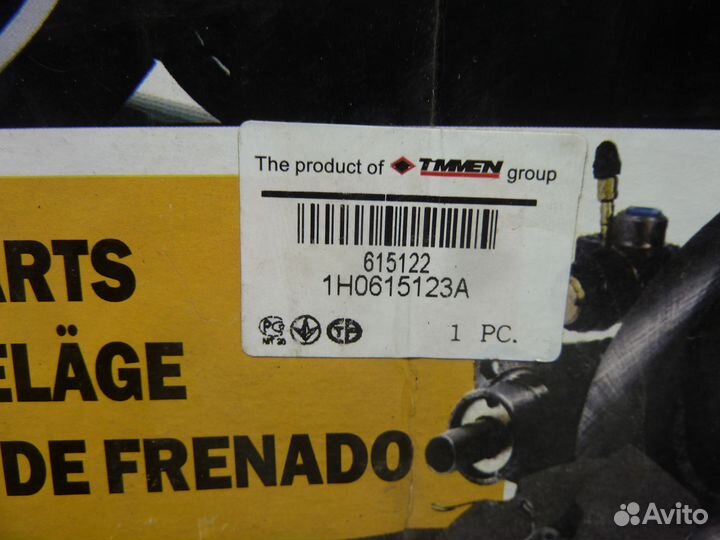 The product of TMMEN group
615122
1H0615123A
1 PC.
ARTS
ELÄGE
DE FRENADO
Avito